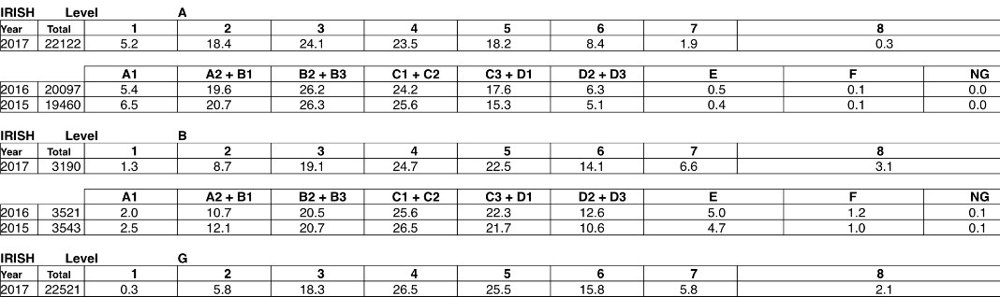 IRISH Level A
Year Total 1 2 3 4 5 6 7 8
2017 22122 5.2 18.4 24.1 23.5 18.2 8.4 1.9 0.3
A1 A2 + B1 B2 + B3 C1 + C2 C3 + D1 D2 + D3 E F NG
2016 20097 5.4 19.6 26.2 24.2 17.6 6.3 0.5 0.1 0.0
2015 19460 6.5 20.7 26.3 25.6 15.3 5.1 0.4 0.1 0.0
IRISH Level B
Year Total 1 2 3 4 5 6 7 8
2017 3190 1.3 8.7 19.1 24.7 22.5 14.1 6.6 3.1
A1 A2 + B1 B2 + B3 C1 + C2 C3 + D1 D2 + D3 E F NG
2016 3521 2.0 10.7 20.5 25.6 22.3 12.6 5.0 1.2 0.1
2015 3543 2.5 12.1 20.7 26.5 21.7 10.6 4.7 1.0 0.1
IRISH Level G
Year Total 1 2 3 4 5 6 7 8
2017 22521 0.3 5.8 18.3 26.5 25.5 15.8 5.8 2.1